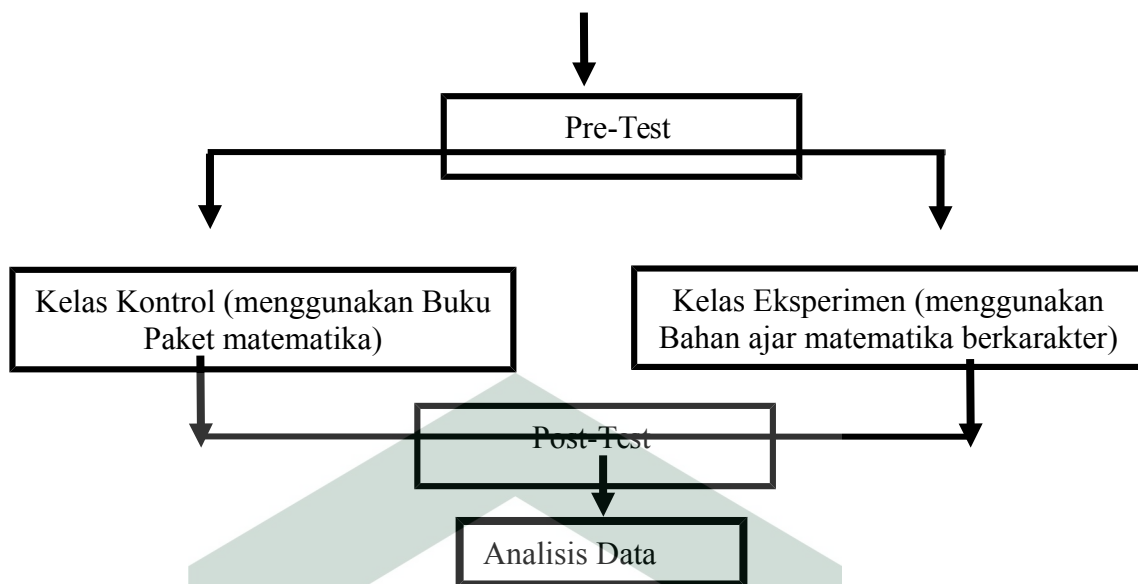 Pre-Test
Kelas Kontrol (menggunakan Buku
Paket matematika)
Kelas Eksperimen (menggunakan
Bahan ajar matematika berkarakter)
Post-Test
Analisis Data